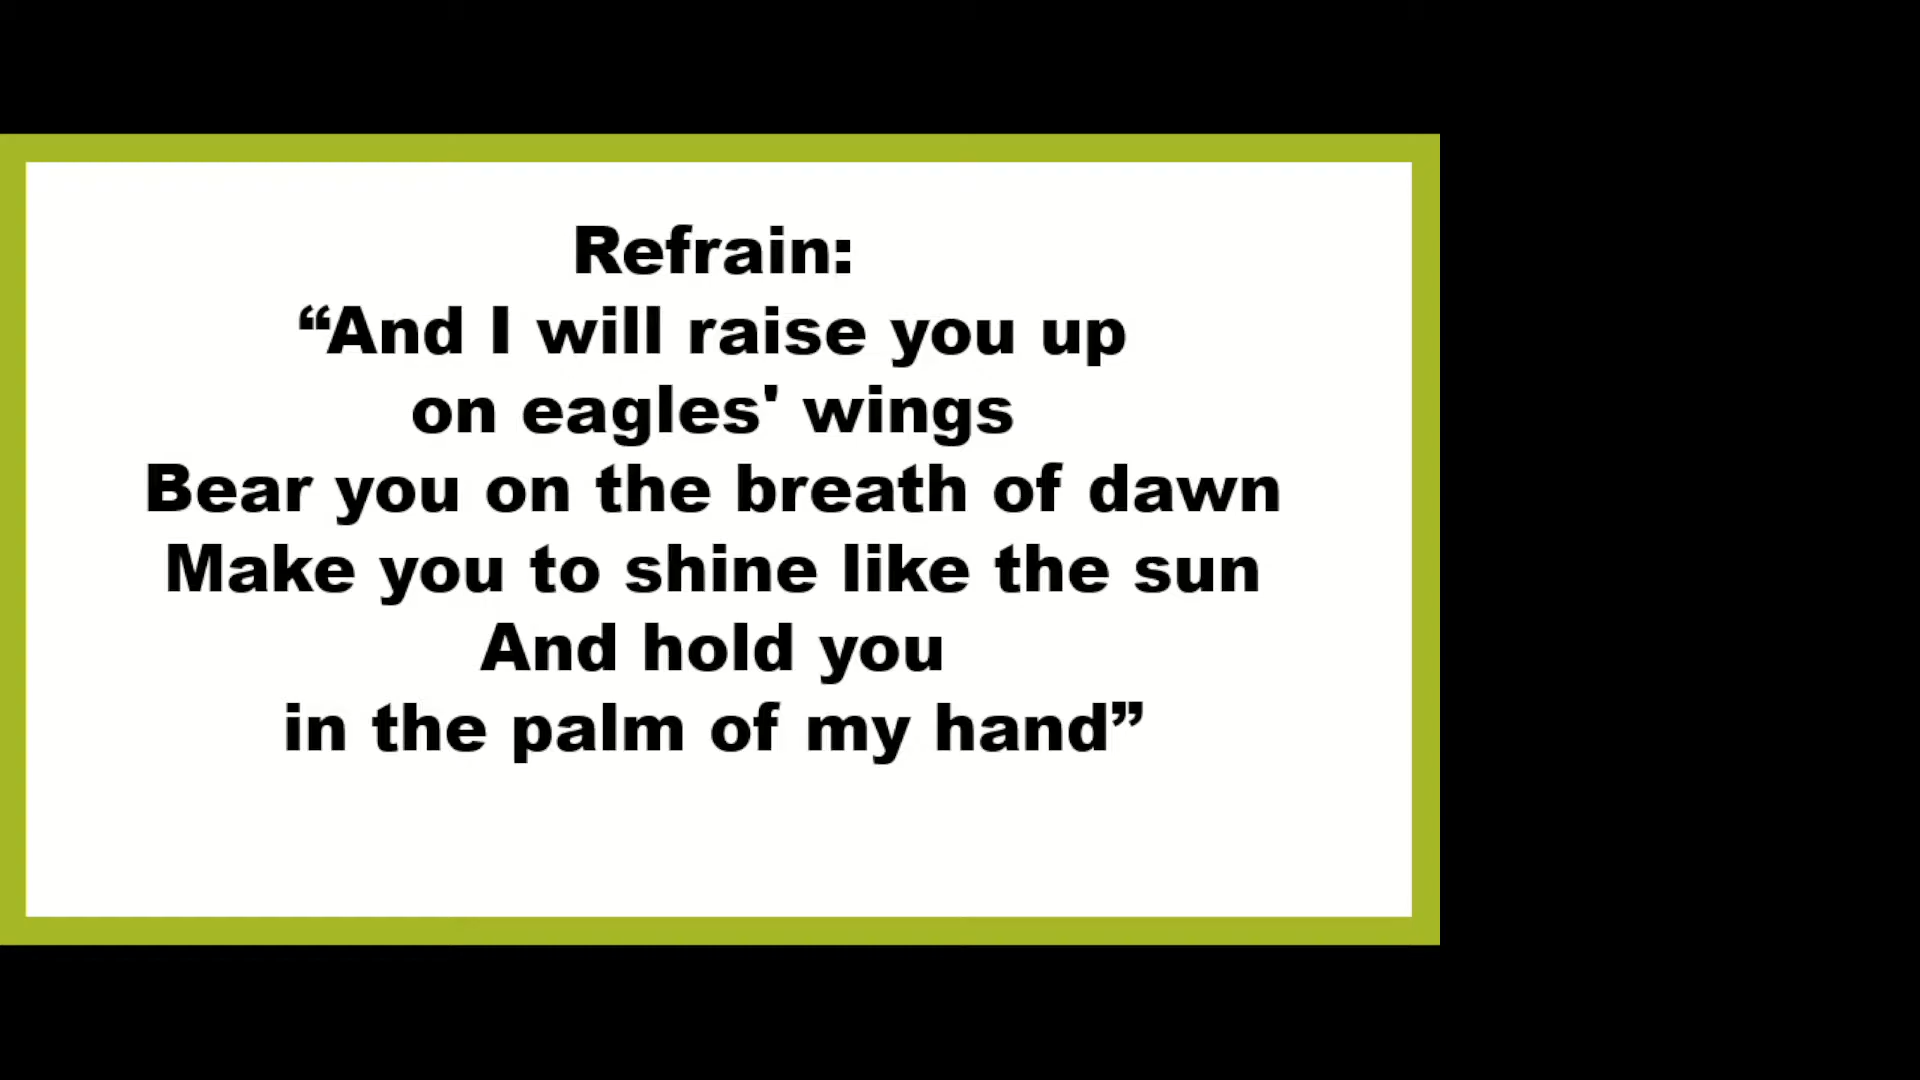 Refrain:
“And I will raise you up
on eagles' wings
Bear you on the breath of dawn
Make you to shine like the sun
And hold you
in the palm of my hand”